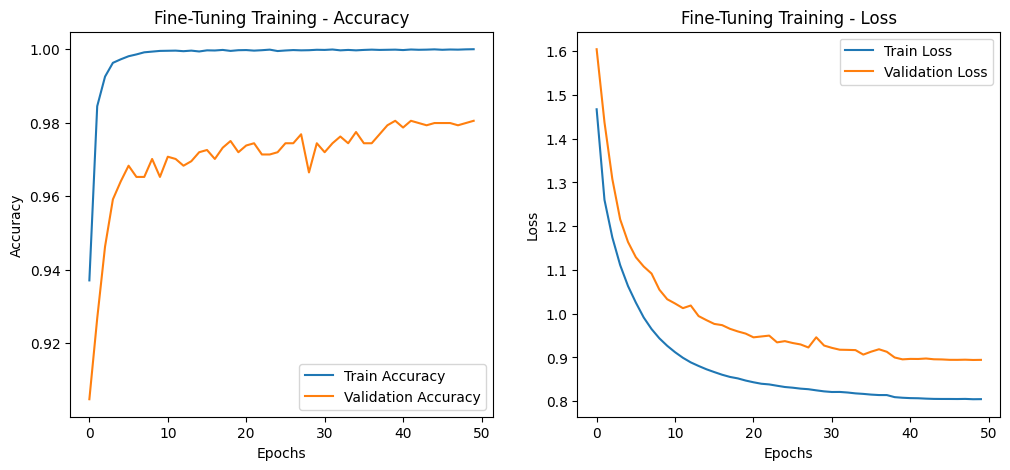 Fine-Tuning Training - Accuracy
1.00
0.98
0.96
0.94
0.92
Accuracy
0 10 20 30 40 50
Epochs
Train Accuracy
Validation Accuracy
Fine-Tuning Training - Loss
1.6
1.5
1.4
1.3
1.2
1.1
1.0
0.9
0.8
Loss
0 10 20 30 40 50
Epochs
Train Loss
Validation Loss